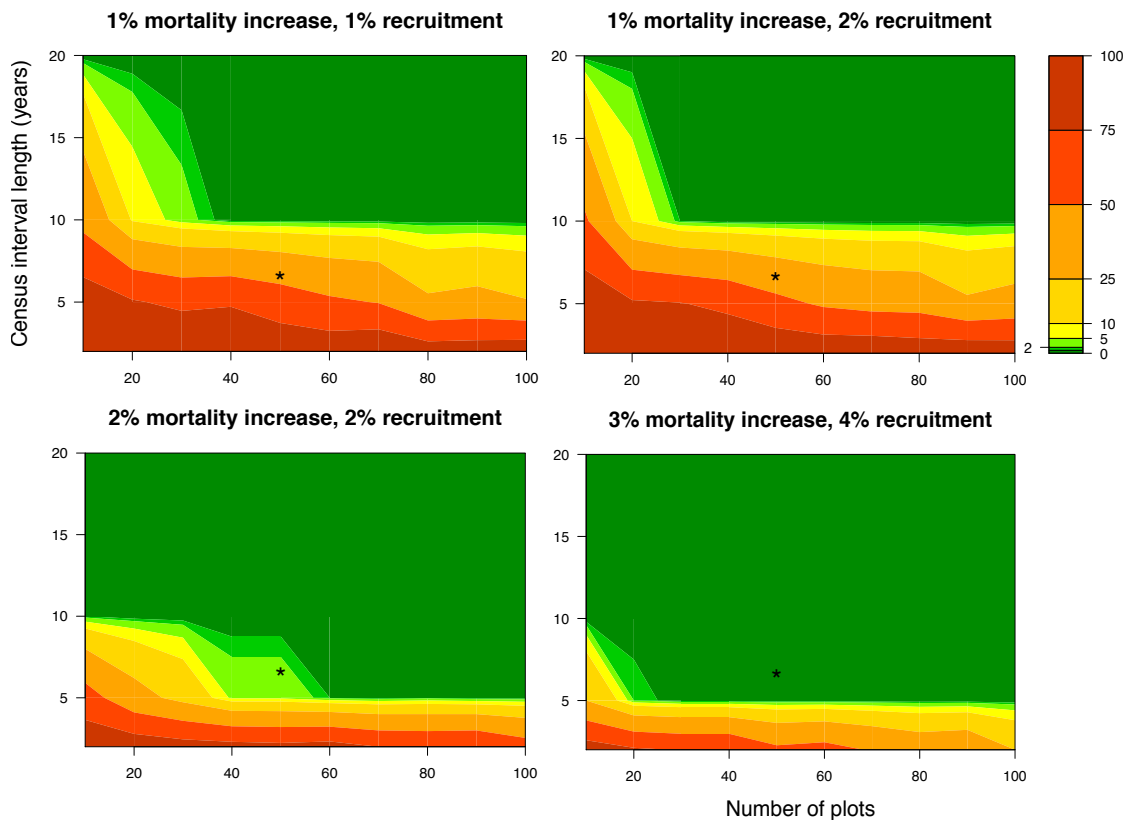 1% mortality increase, 1% recruitment
1% mortality increase, 2% recruitment
Census interval length (years)
20
15
10
5
20 40 60 80 100
20
15
10
5
20 40 60 80 100
100
75
50
25
10
5
2
0
2% mortality increase, 2% recruitment
3% mortality increase, 4% recruitment
20
15
10
5
20 40 60 80 100
20
15
10
5
20 40 60 80 100
*
*
*
*
Number of plots